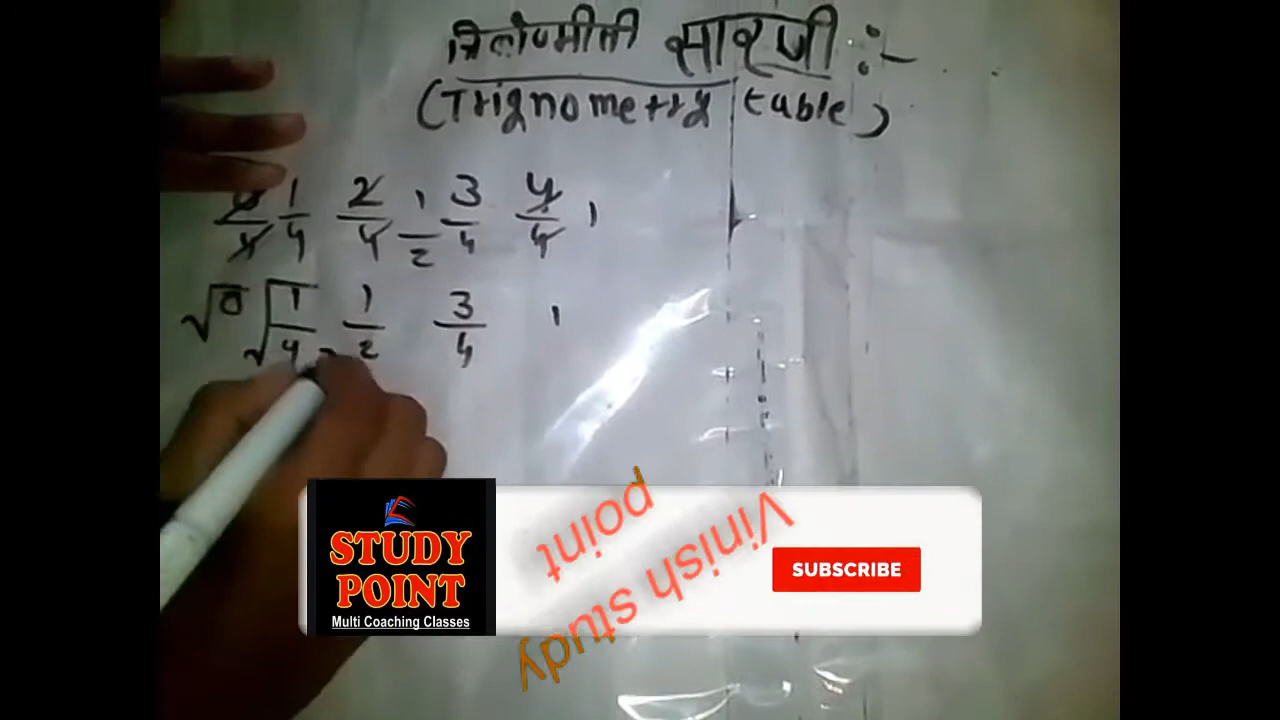 त्रिकोणमीती सारणी :-
(Trignometry table)
0/4 1/4 2/4 1/2 3/4 4/4 1
√0 √1/4 = 1/2 3/4 1
STUDY
POINT
Multi Coaching Classes
Vinish study
point
SUBSCRIBE